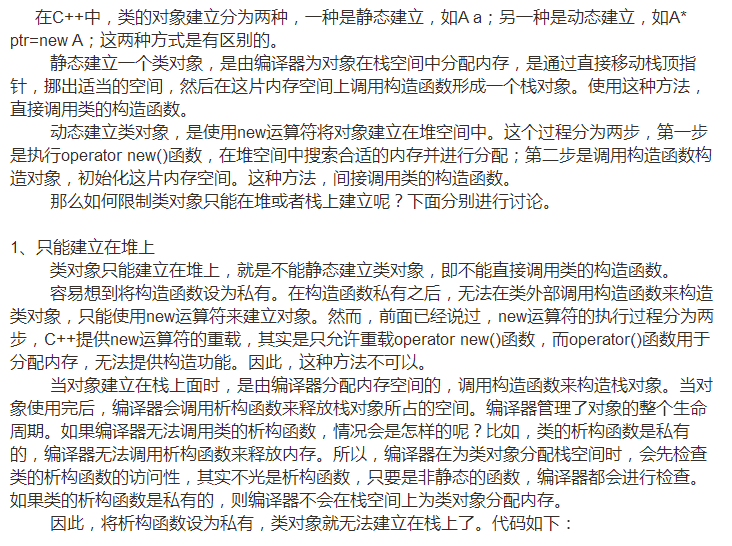 在C++中，类的对象建立分为两种，一种是静态建立，如A a；另一种是动态建立，如A*
ptr=new A；这两种方式是有区别的。
静态建立一个类对象，是由编译器为对象在栈空间中分配内存，是通过直接移动栈顶指
针，挪出适当的空间，然后在这片内存空间上调用构造函数形成一个栈对象。使用这种方法，
直接调用类的构造函数。
动态建立类对象，是使用new运算符将对象建立在堆空间中。这个过程分为两步，第一步
是执行operator new()函数，在堆空间中搜索合适的内存并进行分配；第二步是调用构造函数构
造对象，初始化这片内存空间。这种方法，间接调用类的构造函数。
那么如何限制类对象只能在堆或者栈上建立呢？下面分别进行讨论。
1、只能建立在堆上
类对象只能建立在堆上，就是不能静态建立类对象，即不能直接调用类的构造函数。
容易想到将构造函数设为私有。在构造函数私有之后，无法在类外部调用构造函数来构造
类对象，只能使用new运算符来建立对象。然而，前面已经说过，new运算符的执行过程分为两
步，C++提供new运算符的重载，其实是只允许重载operator new()函数，而operator()函数用于
分配内存，无法提供构造功能。因此，这种方法不可以。
当对象建立在栈上面时，是由编译器分配内存空间的，调用构造函数来构造栈对象。当对
象使用完后，编译器会调用析构函数来释放栈对象所占的空间。编译器管理了对象的整个生命
周期。如果编译器无法调用类的析构函数，情况会是怎样的呢？比如，类的析构函数是私有
的，编译器无法调用析构函数来释放内存。所以，编译器在为类对象分配栈空间时，会先检查
类的析构函数的访问性，其实不光是析构函数，只要是非静态的函数，编译器都会进行检查。
如果类的析构函数是私有的，则编译器不会在栈空间上为类对象分配内存。
因此，将析构函数设为私有，类对象就无法建立在栈上了。代码如下：